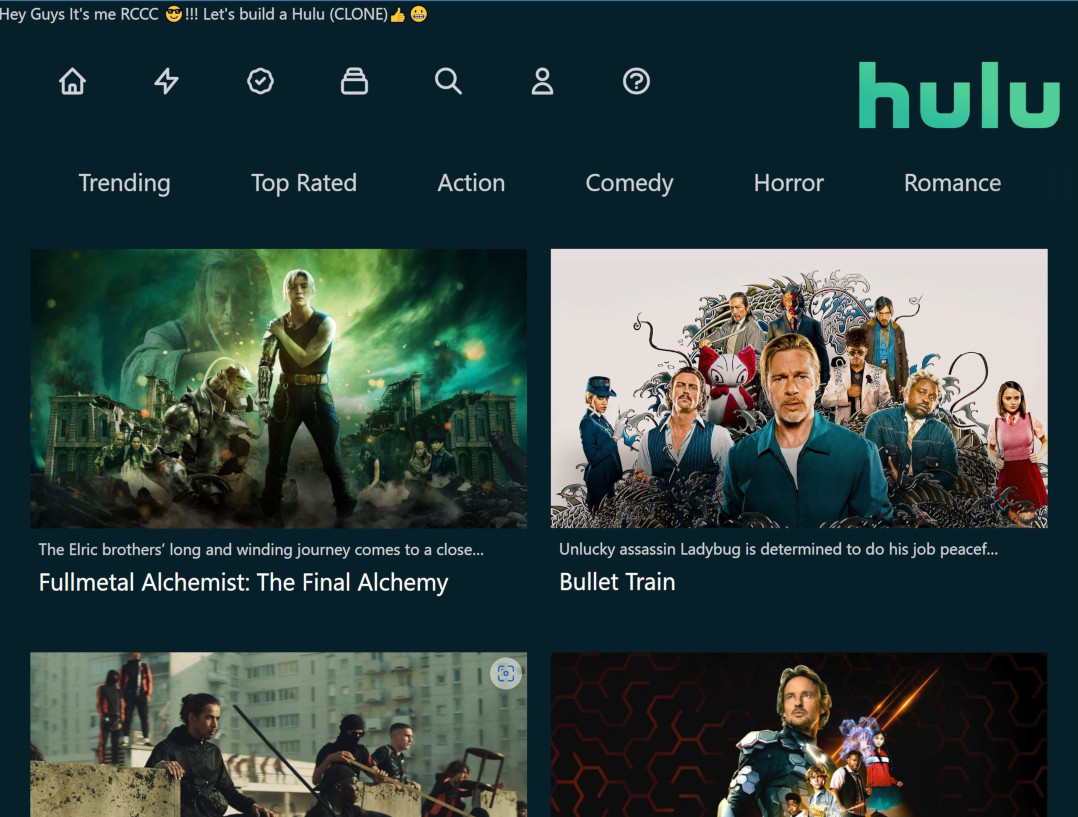 Hey Guys It's me RCCC 😎!!! Let's build a Hulu (CLONE)👍 😀
hulu
Trending Top Rated Action Comedy Horror Romance
The Elric brothers’ long and winding journey comes to a close...
Unlucky assassin Ladybug is determined to do his job peacef...
Fullmetal Alchemist: The Final Alchemy
Bullet Train